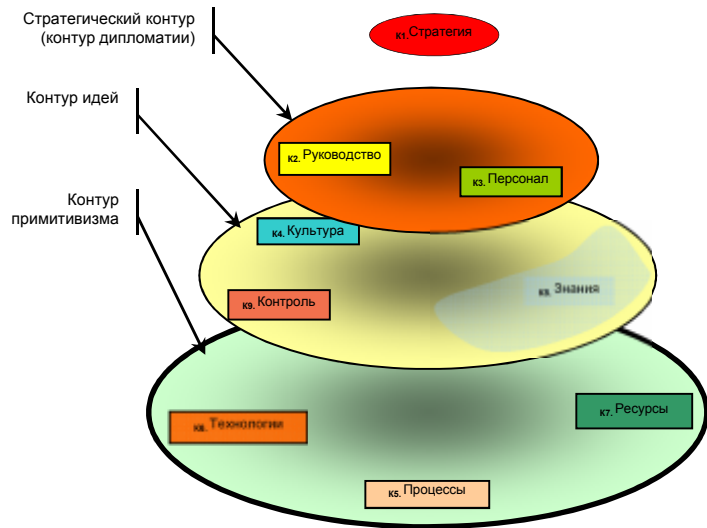 Стратегический контур
(контур дипломатии)
К1. Стратегия
Контур идей
К2. Руководство
К3. Персонал
Контур
примитивизма
К4. Культура
К9. Контроль
К8. Знания
К6. Технологии
К7. Ресурсы
К5. Процессы